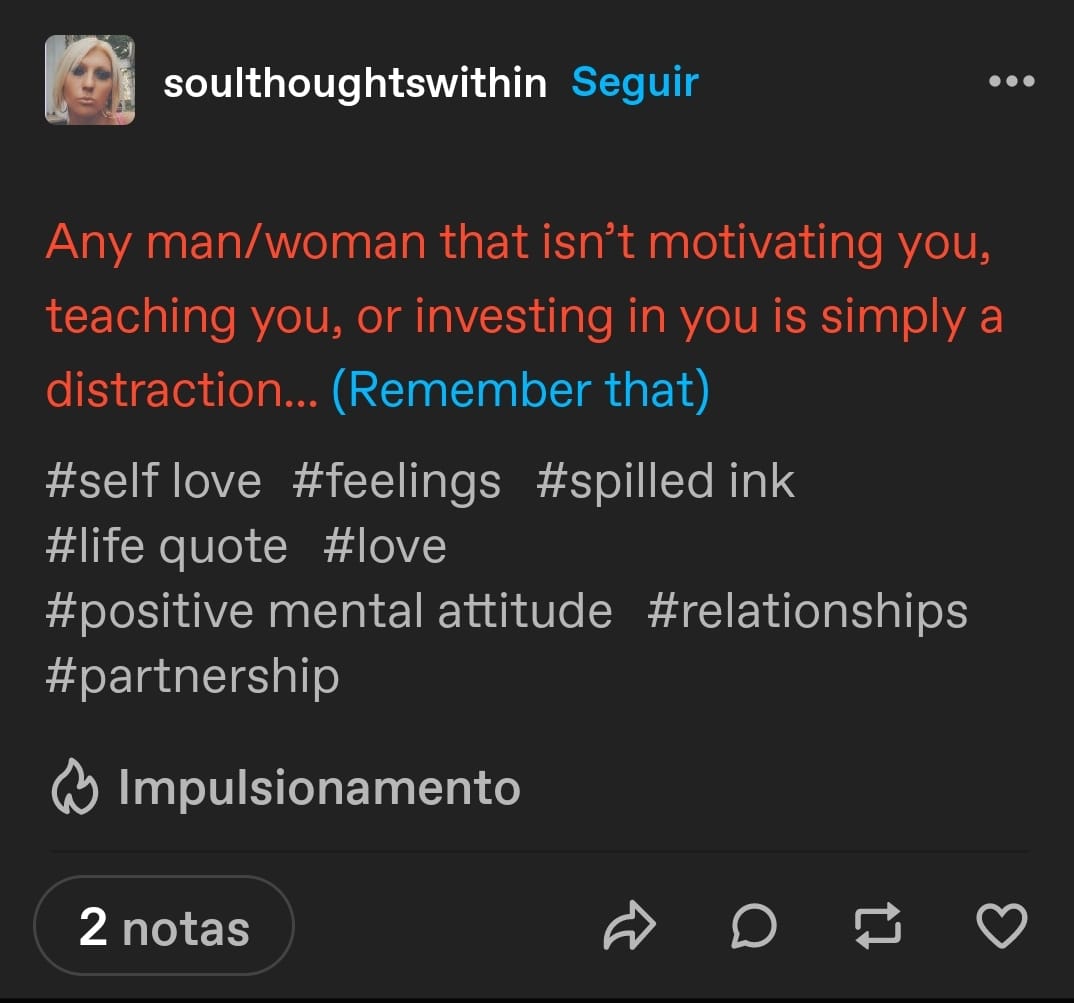 soulthoughtswithin Seguir
Any man/woman that isn’t motivating you,
teaching you, or investing in you is simply a
distraction... (Remember that)
#self love #feelings #spilled ink
#life quote #love
#positive mental attitude #relationships
#partnership
Impulsionamento
2 notas